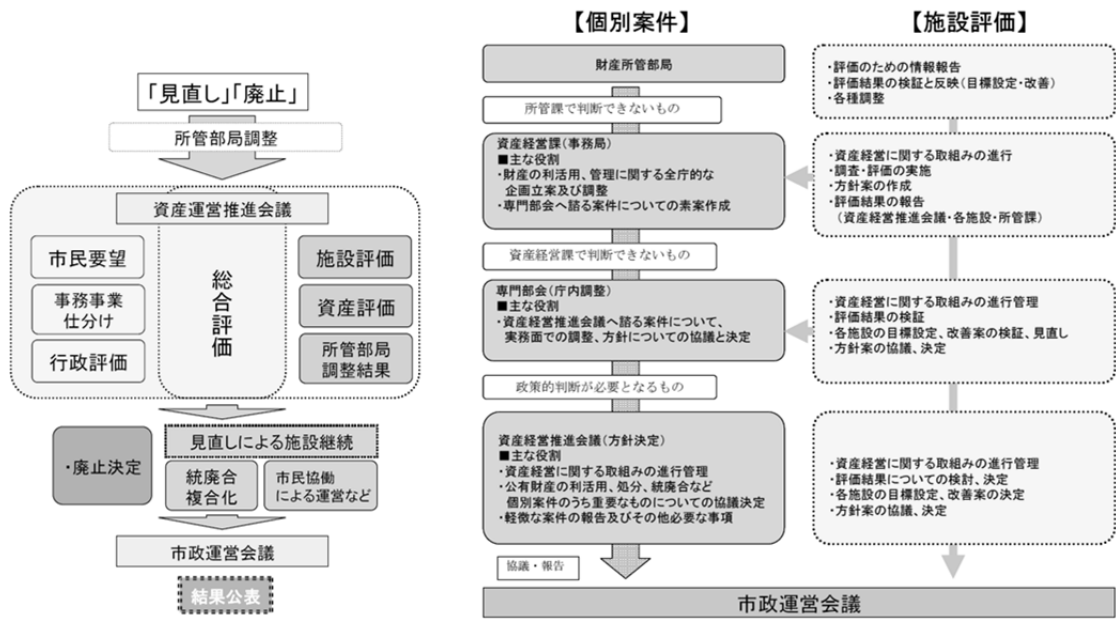 「見直し」「廃止」
所管部局調整
資産運営推進会議
市民要望
事務事業
仕分け
行政評価
総合評価
施設評価
資産評価
所管部局
調整結果
・廃止決定
見直しによる施設継続
統廃合
複合化
市民協働
による運営など
市政運営会議
結果公表
【個別案件】
財産所管部局
所管課で判断できないもの
資産経営課(事務局)
■主な役割
・財産の利活用、管理に関する全庁的な
企画立案及び調整
・専門部会へ諮る案件についての素案作成
資産経営課で判断できないもの
専門部会(庁内調整)
■主な役割
・資産経営推進会議へ諮る案件について、
実務面での調整、方針についての協議と決定
政策的判断が必要となるもの
資産経営推進会議(方針決定)
■主な役割
・資産経営に関する取組みの進行管理
・公有財産の利活用、処分、統廃合など
個別案件のうち重要なものについての協議決定
・軽微な案件の報告及びその他必要な事項
協議・報告
【施設評価】
・評価のための情報報告
・評価結果の検証と反映(目標設定・改善)
・各種調整
・資産経営に関する取組みの進行
・調査・評価の実施
・方針案の作成
・評価結果の報告
(資産経営推進会議・各施設・所管課)
・資産経営に関する取組みの進行管理
・評価結果の検証
・各施設の目標設定、改善案の検証、見直し
・方針案の協議、決定
・資産経営に関する取組みの進行管理
・評価結果についての検討、決定
・各施設の目標設定、改善案の決定
・方針案の協議、決定
市政運営会議